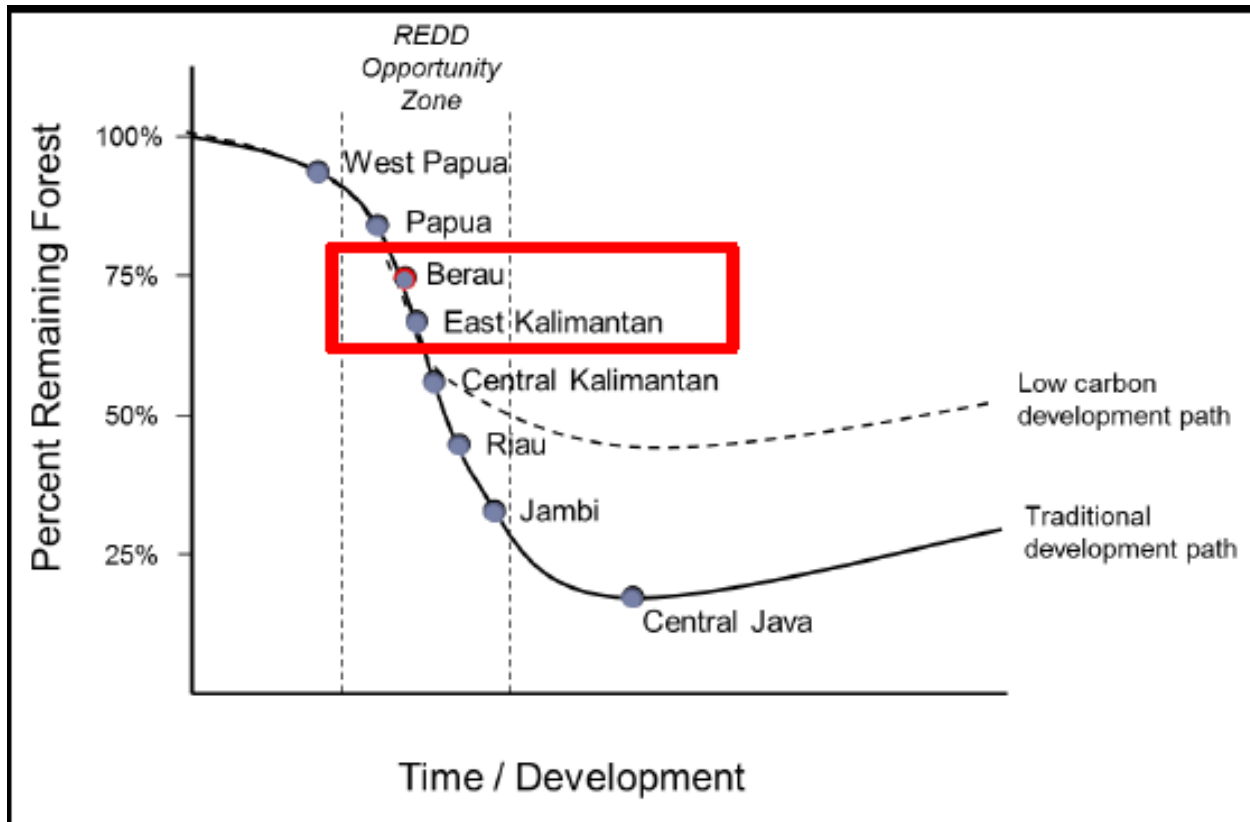 REDD
Opportunity
Zone
Percent Remaining Forest
100%
75%
50%
25%
West Papua
Papua
Berau
East Kalimantan
Central Kalimantan
Riau
Jambi
Central Java
Low carbon
development path
Traditional
development path
Time / Development